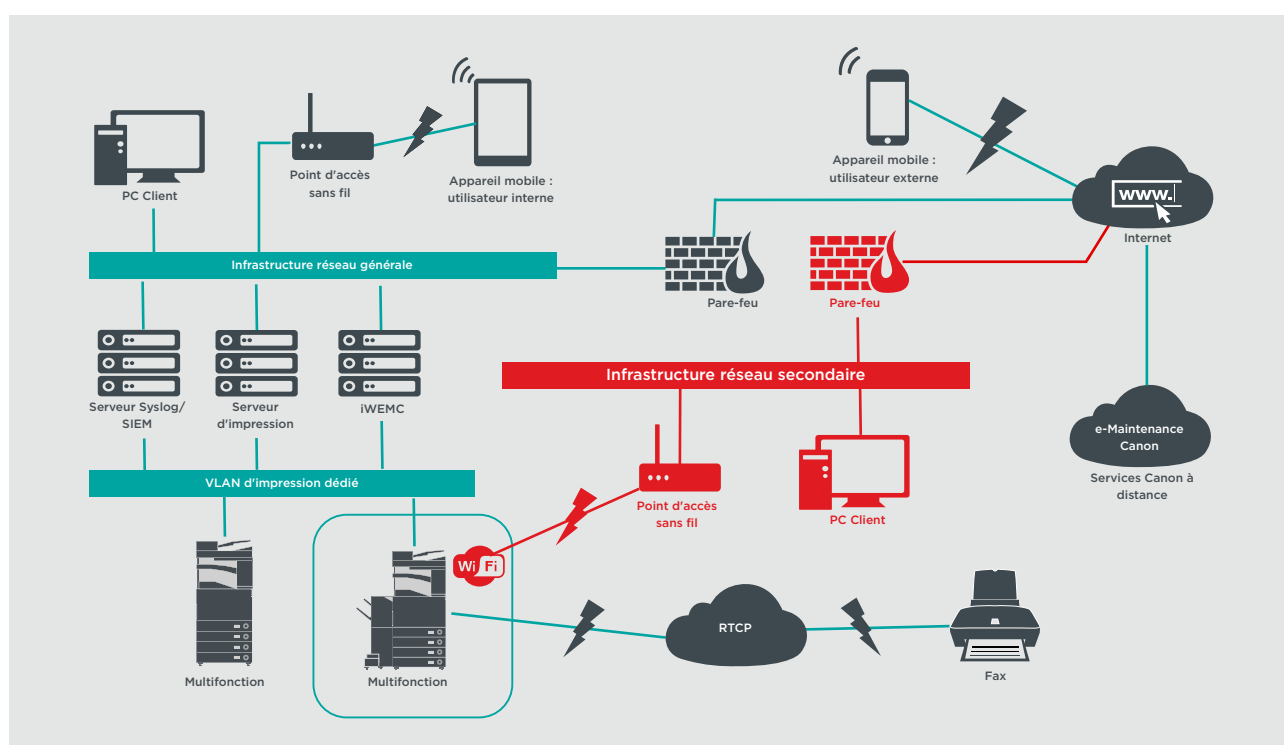 PC Client
Point d'accès
sans fil
Appareil mobile :
utilisateur interne
Appareil mobile :
utilisateur externe
www.
Internet
Infrastructure réseau générale
Pare-feu
Pare-feu
Serveur Syslog/
SIEM
Serveur
d'impression
iWEMC
Infrastructure réseau secondaire
e-Maintenance
Canon
Services Canon à
distance
VLAN d'impression dédié
Point d'accès
sans fil
PC Client
Wi Fi
Multifonction
Multifonction
RTCP
Fax